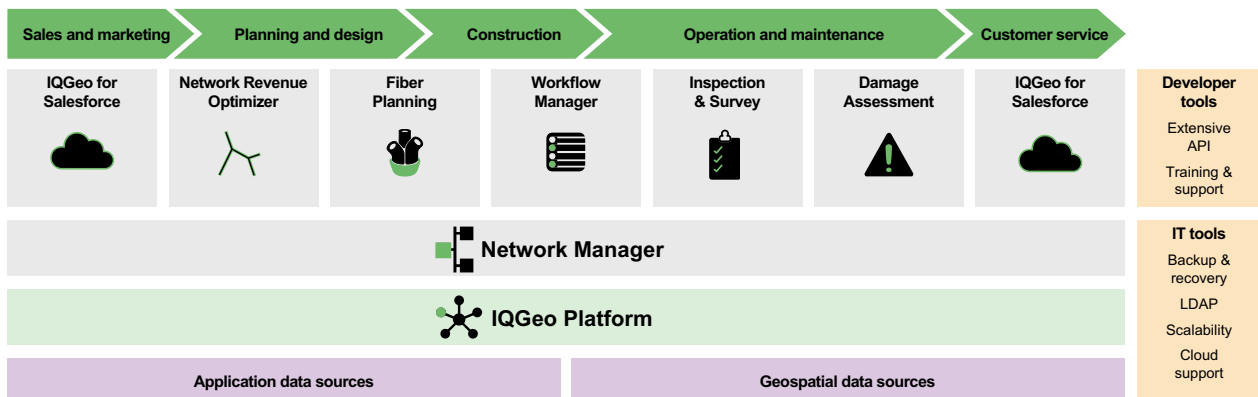 Sales and marketing
Planning and design
Construction
Operation and maintenance
Customer service
IQGeo for
Salesforce
Network Revenue
Optimizer
Fiber
Planning
Workflow
Manager
Inspection
& Survey
Damage
Assessment
IQGeo for
Salesforce
Developer
tools
Extensive
API
Training &
support
Network Manager
IQGeo Platform
Application data sources
Geospatial data sources
IT tools
Backup &
recovery
LDAP
Scalability
Cloud
support